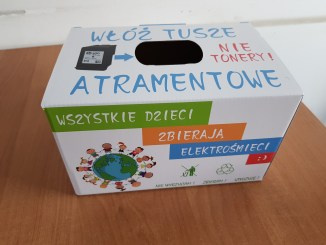 WŁÓŻ TUSZE
NIE
TONERY!
ATRAMENTOWE
WSZYSTKIE DZIECI
ZBIERAJĄ
ELEKTROŚMIECI
:)